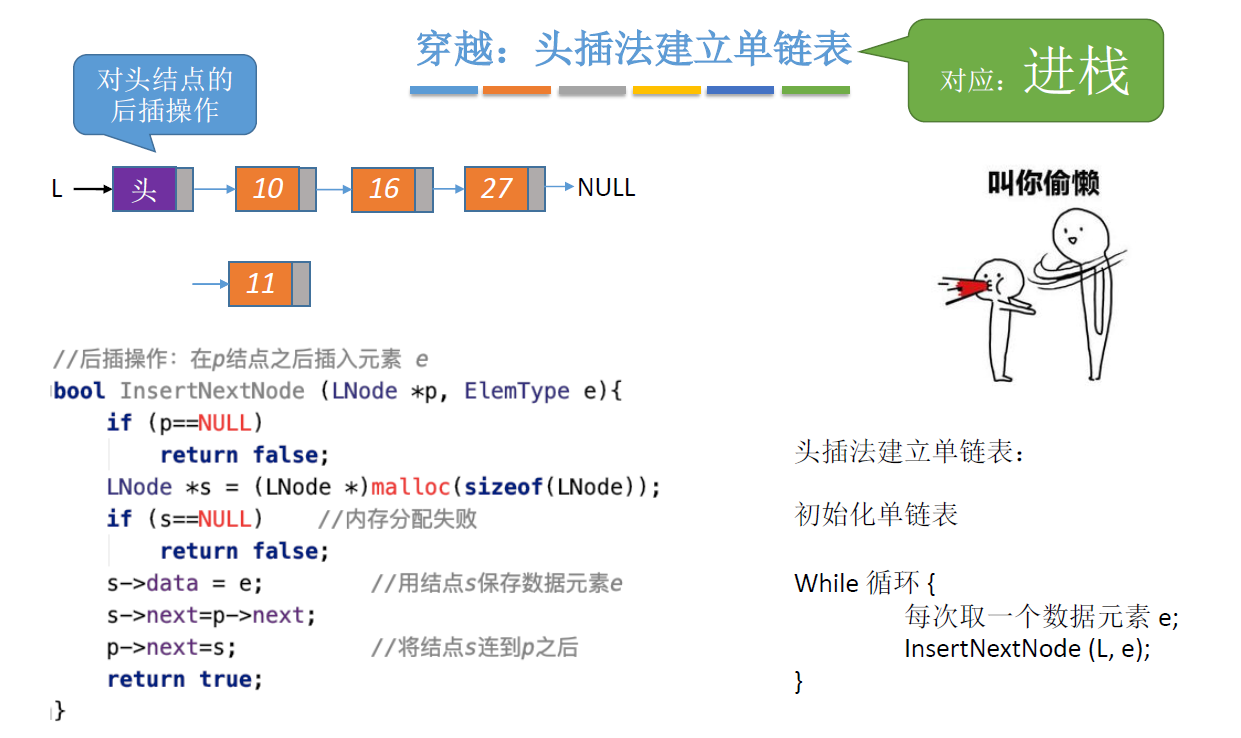 穿越：头插法建立单链表
对应：进栈
对头结点的
后插操作
L
头
10
16
27
NULL
11
叫你偷懒
//后插操作：在p结点之后插入元素 e
bool InsertNextNode (LNode *p, ElemType e){
if (p==NULL)
return false;
LNode *s = (LNode *)malloc(sizeof(LNode));
if (s==NULL) //内存分配失败
return false;
s->data = e; //用结点s保存数据元素e
s->next=p->next;
p->next=s; //将结点s连到p之后
return true;
}
头插法建立单链表：
初始化单链表
While 循环 {
每次取一个数据元素 e;
InsertNextNode (L, e);
}